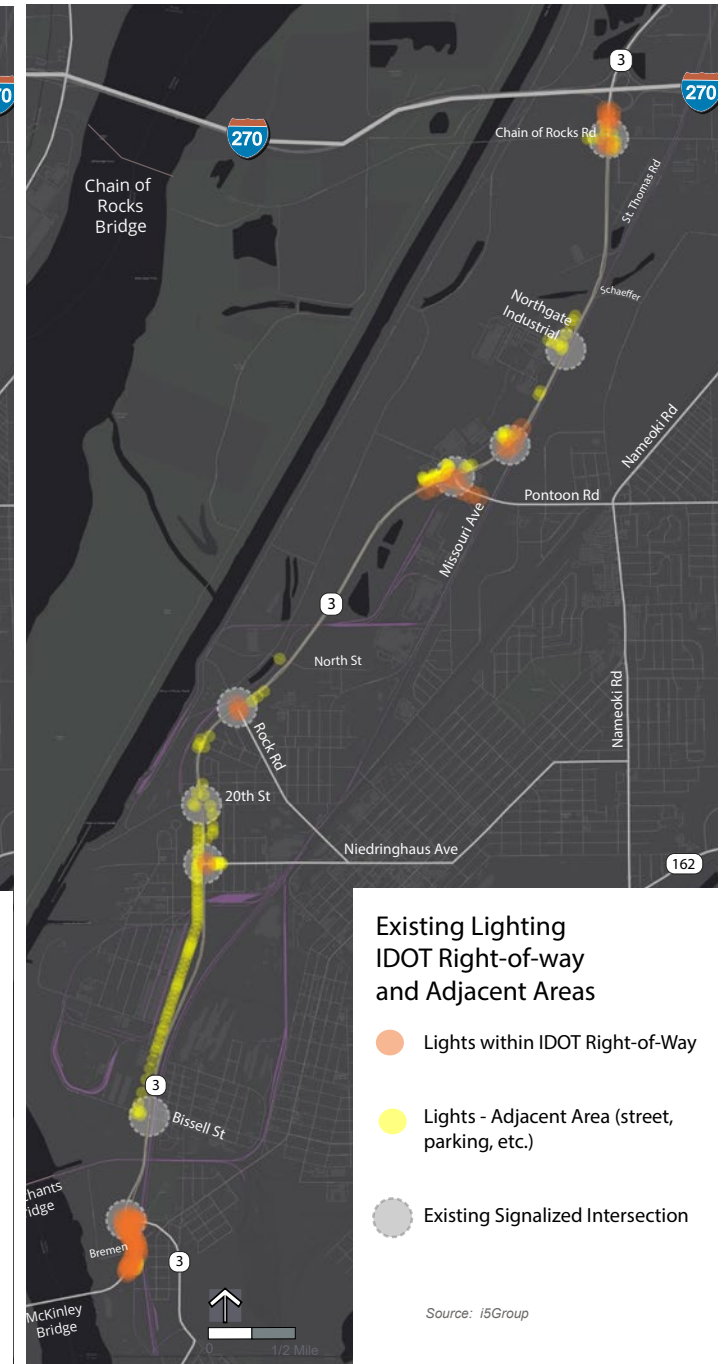 70
3
270
270
Chain of Rocks Rd
St. Thomas Rd
Chain of
Rocks
Bridge
Schaeffer
Northgate
Industrial
Nameoki Rd
Pontoon Rd
Missouri Ave
3
North St
Nameoki Rd
Rock Rd
20th St
Niedringhaus Ave
162
Existing Lighting
IDOT Right-of-way
and Adjacent Areas
Lights within IDOT Right-of-Way
Lights - Adjacent Area (street,
parking, etc.)
Existing Signalized Intersection
3
Bissell St
chants
ridge
Bremen
3
McKinley
Bridge
0
1/2 Mile
Source: i5Group